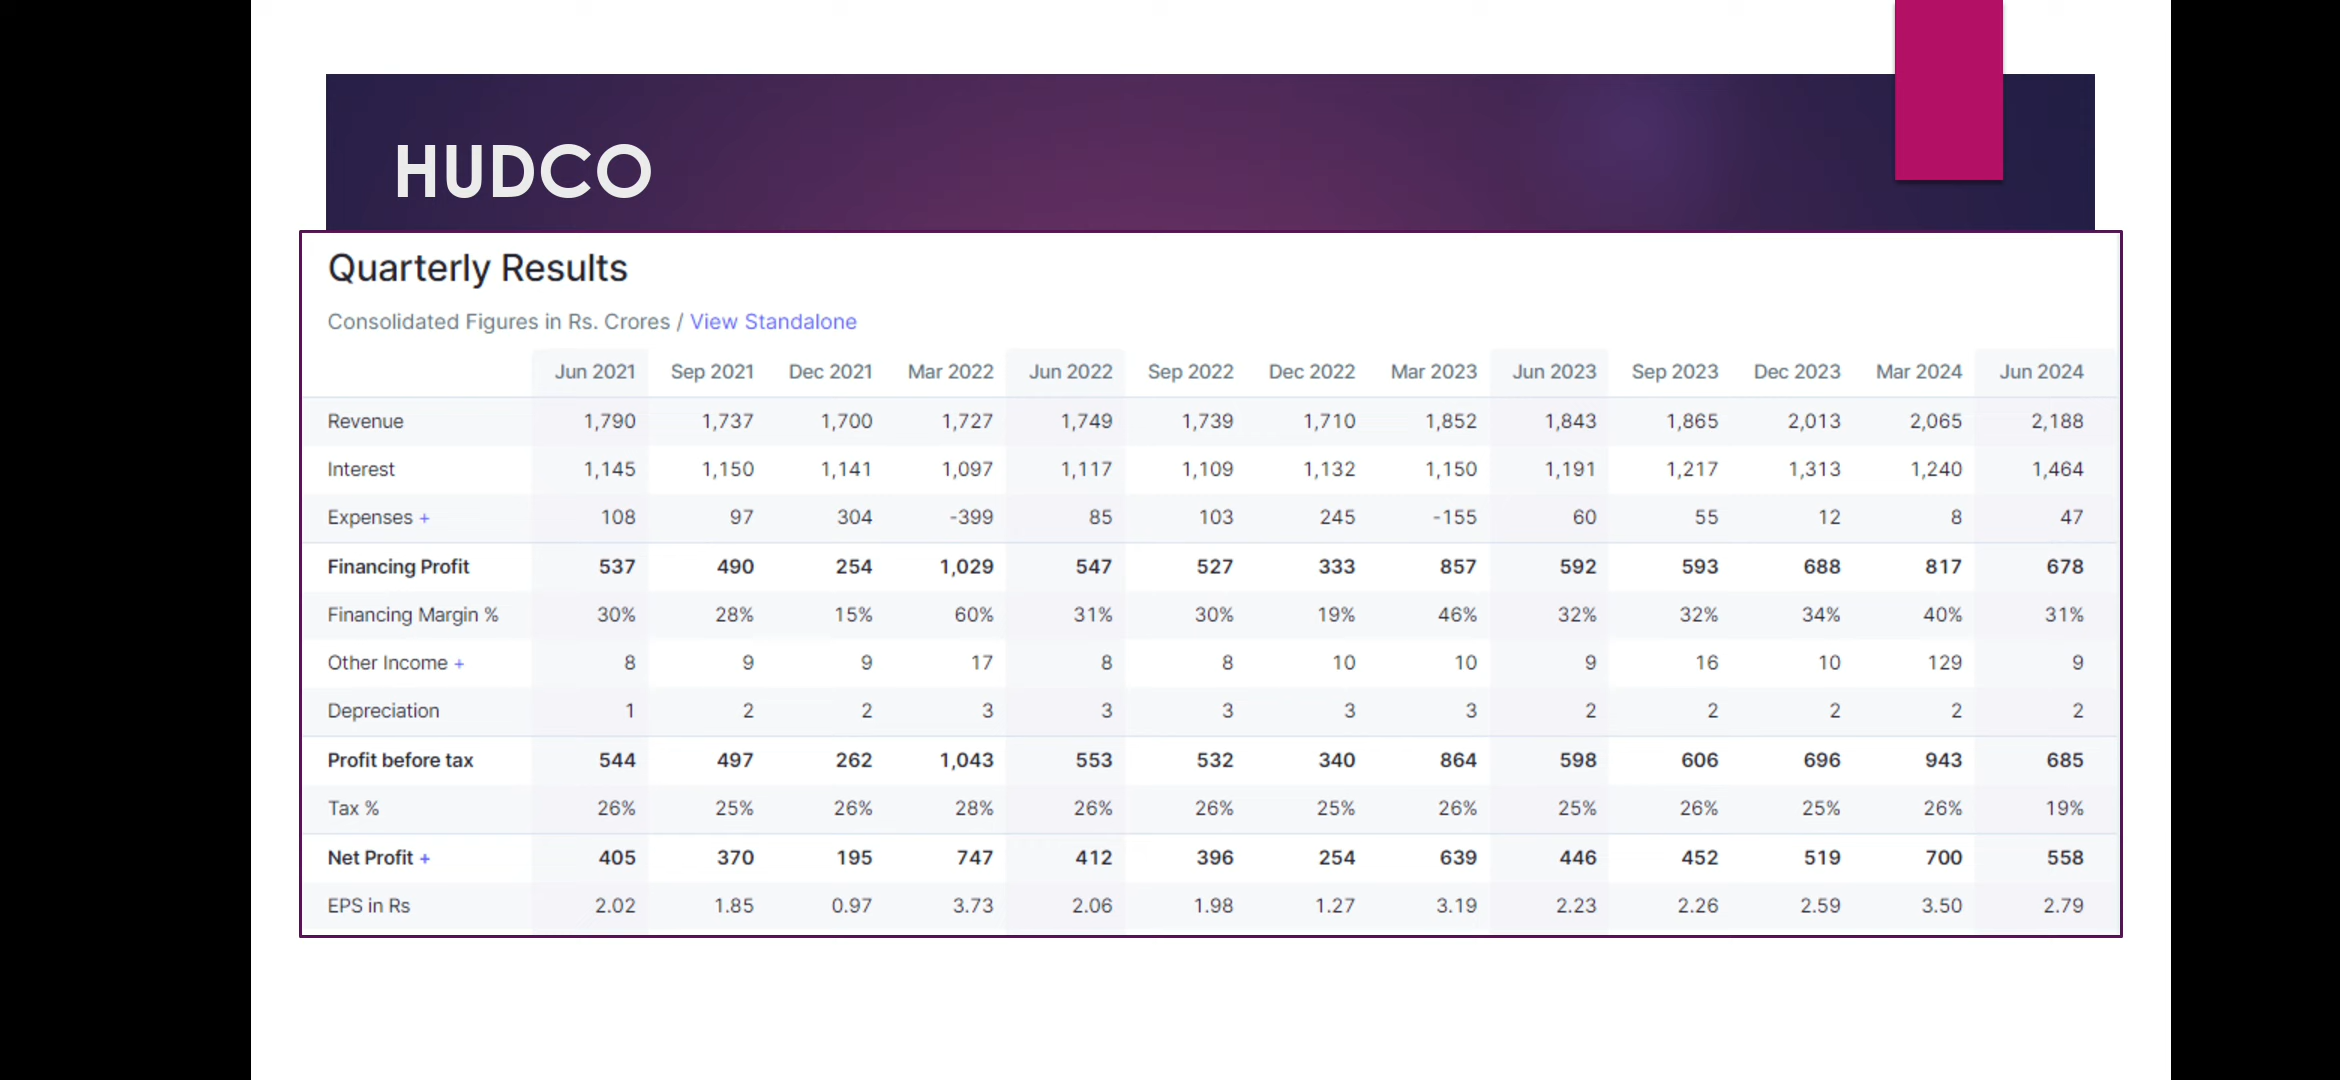 HUDCO
Quarterly Results
Consolidated Figures in Rs. Crores / View Standalone
Jun 2021 Sep 2021 Dec 2021 Mar 2022 Jun 2022 Sep 2022 Dec 2022 Mar 2023 Jun 2023 Sep 2023 Dec 2023 Mar 2024 Jun 2024
Revenue 1,790 1,737 1,700 1,727 1,749 1,739 1,710 1,852 1,843 1,865 2,013 2,065 2,188
Interest 1,145 1,150 1,141 1,097 1,117 1,109 1,132 1,150 1,191 1,217 1,313 1,240 1,464
Expenses + 108 97 304 -399 85 103 245 -155 60 55 12 8 47
Financing Profit 537 490 254 1,029 547 527 333 857 592 593 688 817 678
Financing Margin % 30% 28% 15% 60% 31% 30% 19% 46% 32% 32% 34% 40% 31%
Other Income + 8 9 9 17 8 8 10 10 9 16 10 129 9
Depreciation 1 2 2 3 3 3 3 3 2 2 2 2 2
Profit before tax 544 497 262 1,043 553 532 340 864 598 606 696 943 685
Tax % 26% 25% 26% 28% 26% 26% 25% 26% 25% 26% 25% 26% 19%
Net Profit + 405 370 195 747 412 396 254 639 446 452 519 700 558
EPS in Rs 2.02 1.85 0.97 3.73 2.06 1.98 1.27 3.19 2.23 2.26 2.59 3.50 2.79